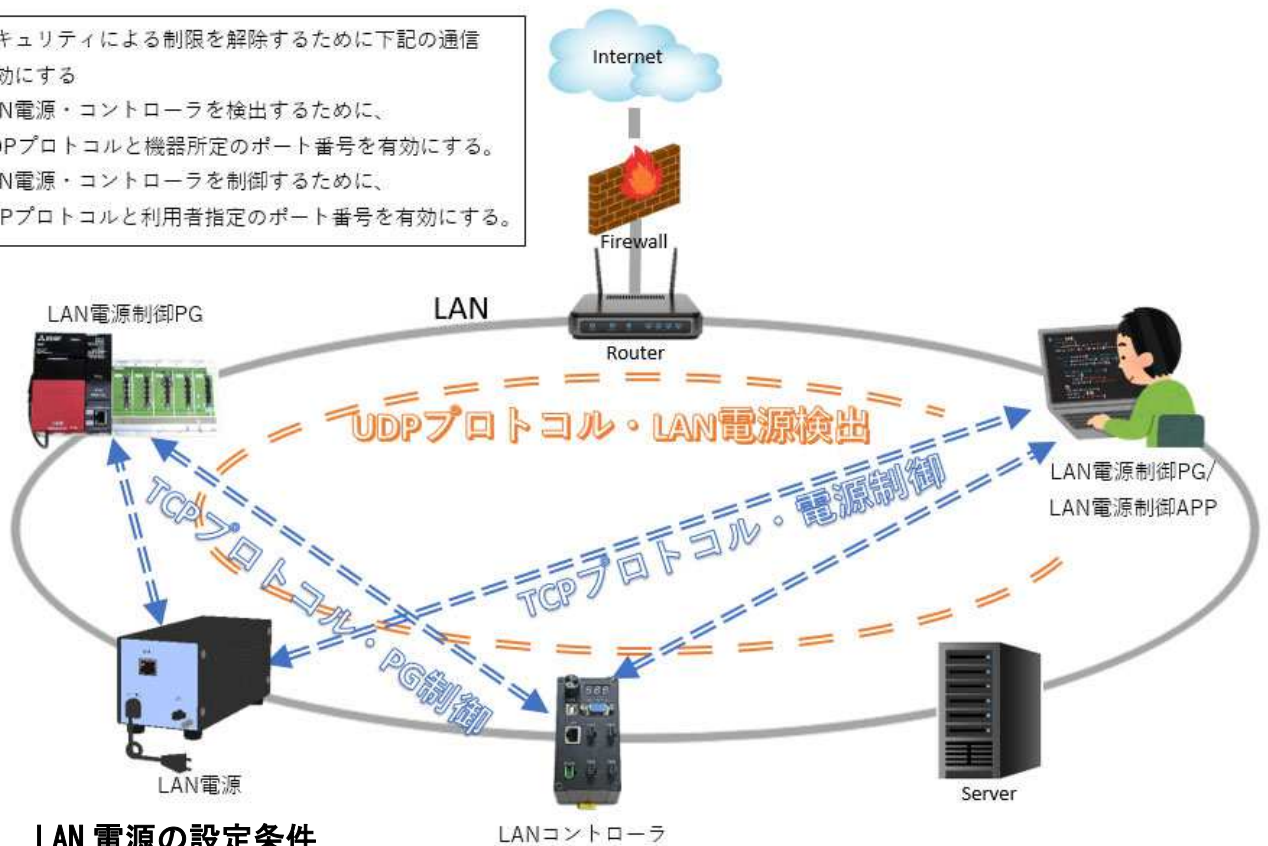 キュリティによる制限を解除するために下記の通信
効にする
N電源・コントローラを検出するために、
Pプロトコルと機器所定のポート番号を有効にする。
N電源・コントローラを制御するために、
Pプロトコルと利用者指定のポート番号を有効にする。
Internet
Firewall
Router
LAN
LAN電源制御PG
UDPプロトコル・LAN電源検出
LAN電源制御PG/
LAN電源制御APP
TCPプロトコル・電源制御
TCPプロトコル・PG制御
LAN電源
LANコントローラ
Server
LAN 電源の設定条件